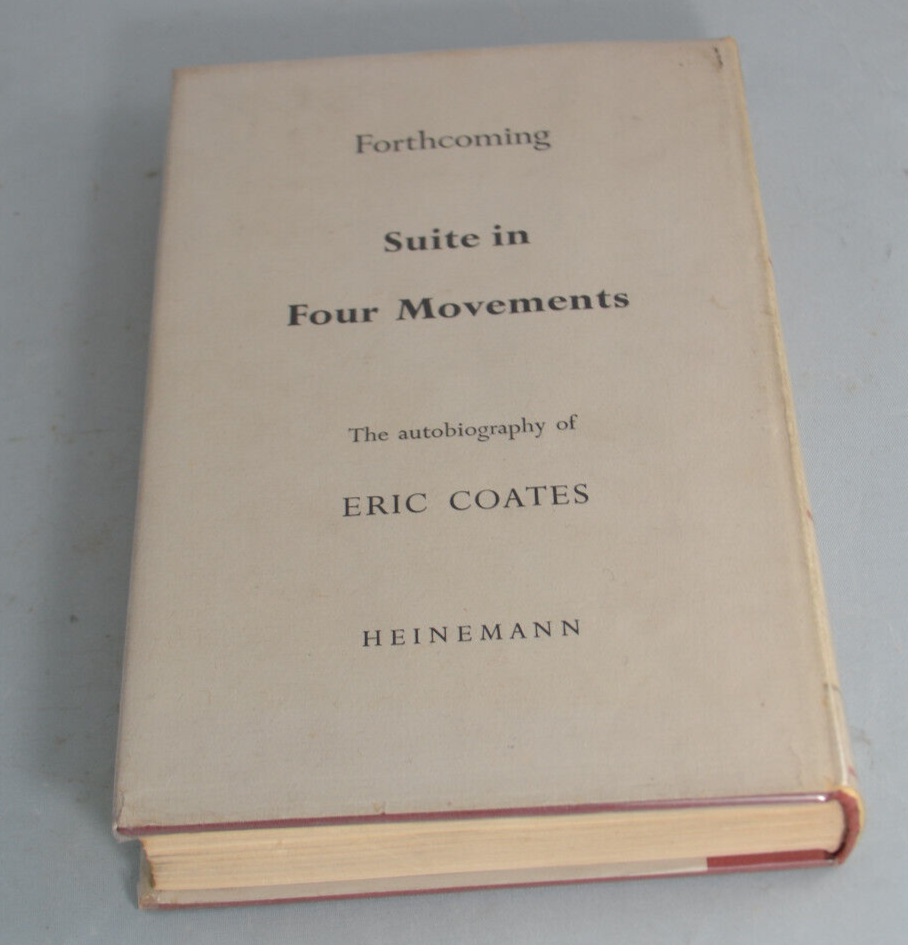 Forthcoming
Suite in
Four Movements
The autobiography of
ERIC COATES
HEINEMANN